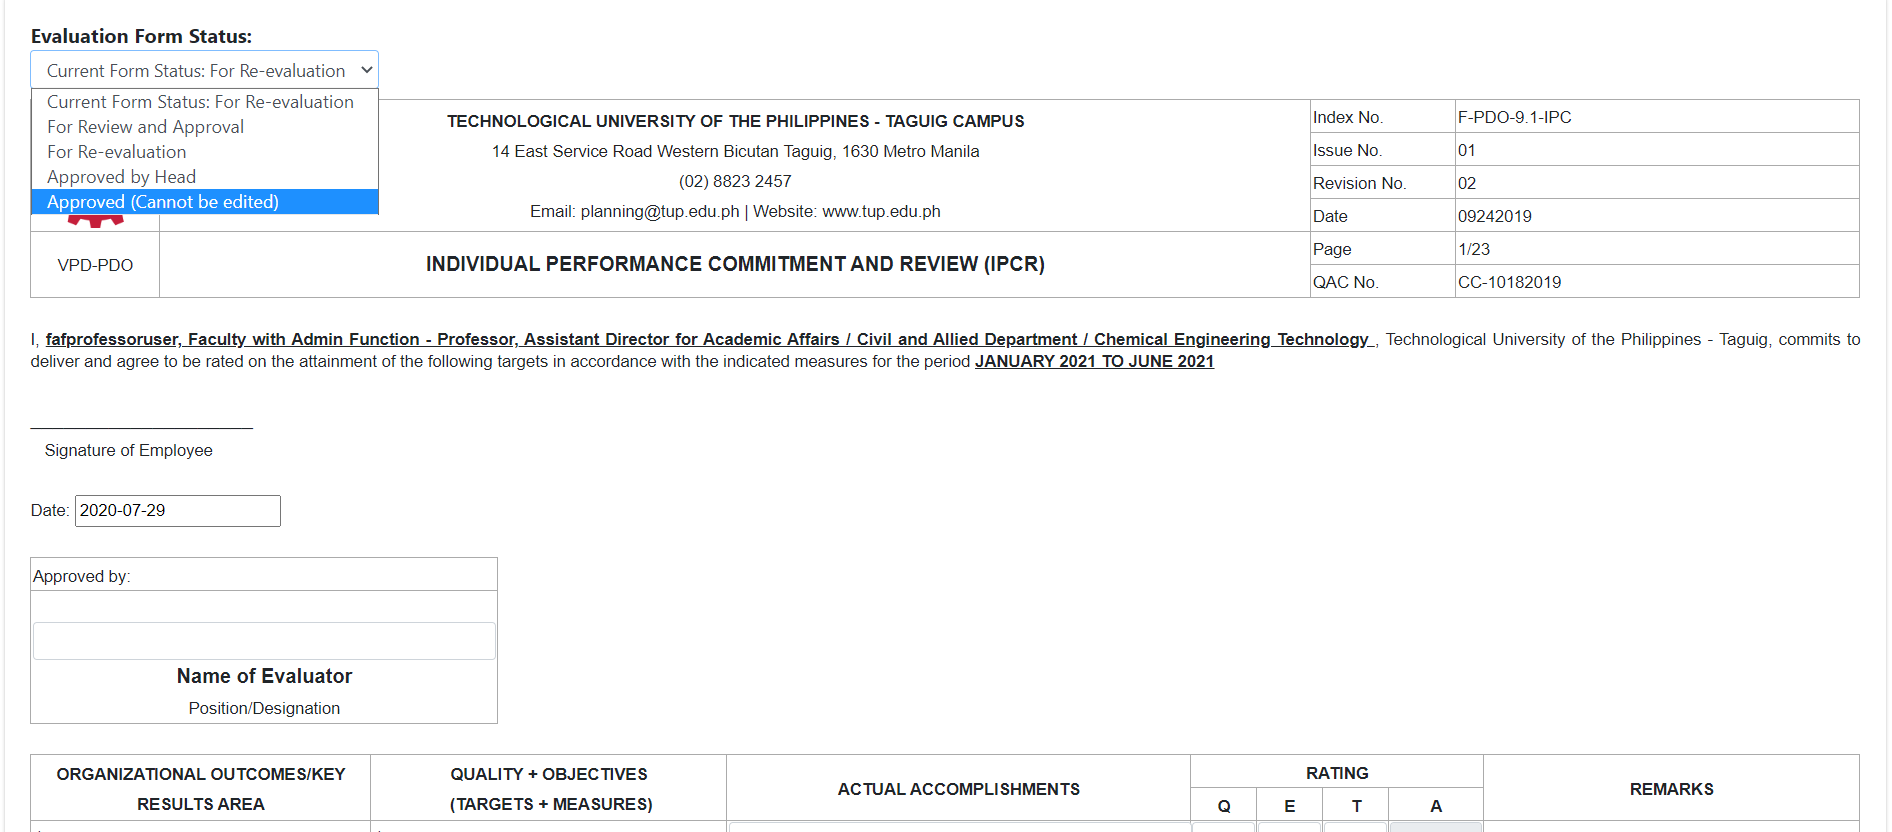 Evaluation Form Status:
Current Form Status: For Re-evaluation
Current Form Status: For Re-evaluation
For Review and Approval
For Re-evaluation
Approved by Head
Approved (Cannot be edited)
TECHNOLOGICAL UNIVERSITY OF THE PHILIPPINES - TAGUIG CAMPUS
14 East Service Road Western Bicutan Taguig, 1630 Metro Manila
(02) 8823 2457
Email: planning@tup.edu.ph | Website: www.tup.edu.ph
Index No. F-PDO-9.1-IPC
Issue No. 01
Revision No. 02
Date 09242019
VPD-PDO
INDIVIDUAL PERFORMANCE COMMITMENT AND REVIEW (IPCR)
Page 1/23
QAC No. CC-10182019
I, fafprofessoruser, Faculty with Admin Function - Professor, Assistant Director for Academic Affairs / Civil and Allied Department / Chemical Engineering Technology , Technological University of the Philippines - Taguig, commits to
deliver and agree to be rated on the attainment of the following targets in accordance with the indicated measures for the period JANUARY 2021 TO JUNE 2021
Signature of Employee
Date: 2020-07-29
Approved by:
Name of Evaluator
Position/Designation
ORGANIZATIONAL OUTCOMES/KEY
RESULTS AREA
QUALITY + OBJECTIVES
(TARGETS + MEASURES)
ACTUAL ACCOMPLISHMENTS
RATING
Q E T A
REMARKS